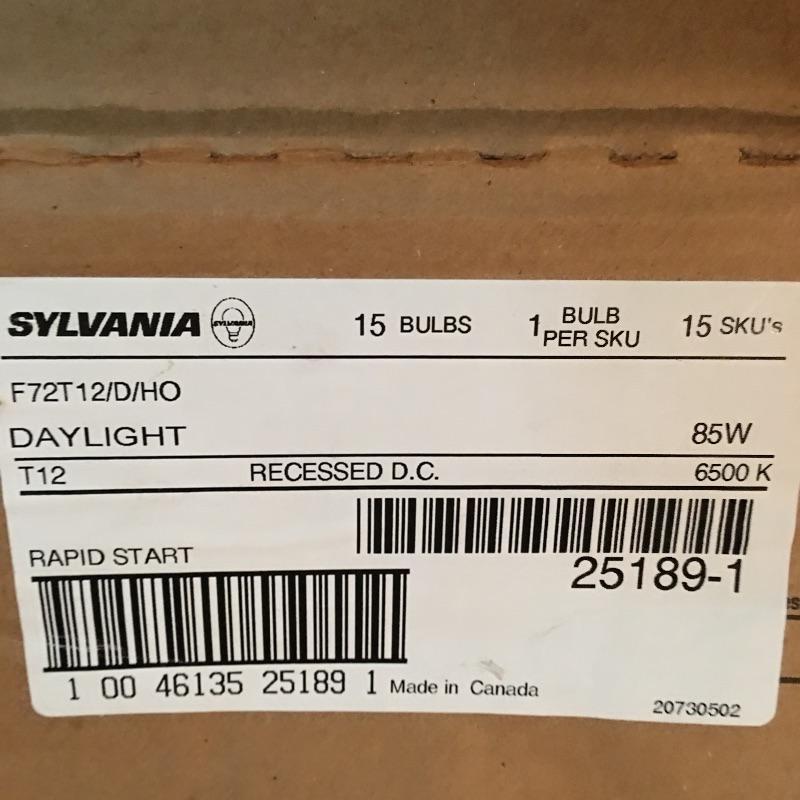 SYLVANIA SYLVANIA 15 BULBS 1 BULB PER SKU 15 SKU's
F72T12/D/HO
DAYLIGHT 85W
T12 RECESSED D.C. 6500 K
RAPID START
25189-1
1 00 46135 25189 1 Made in Canada
20730502